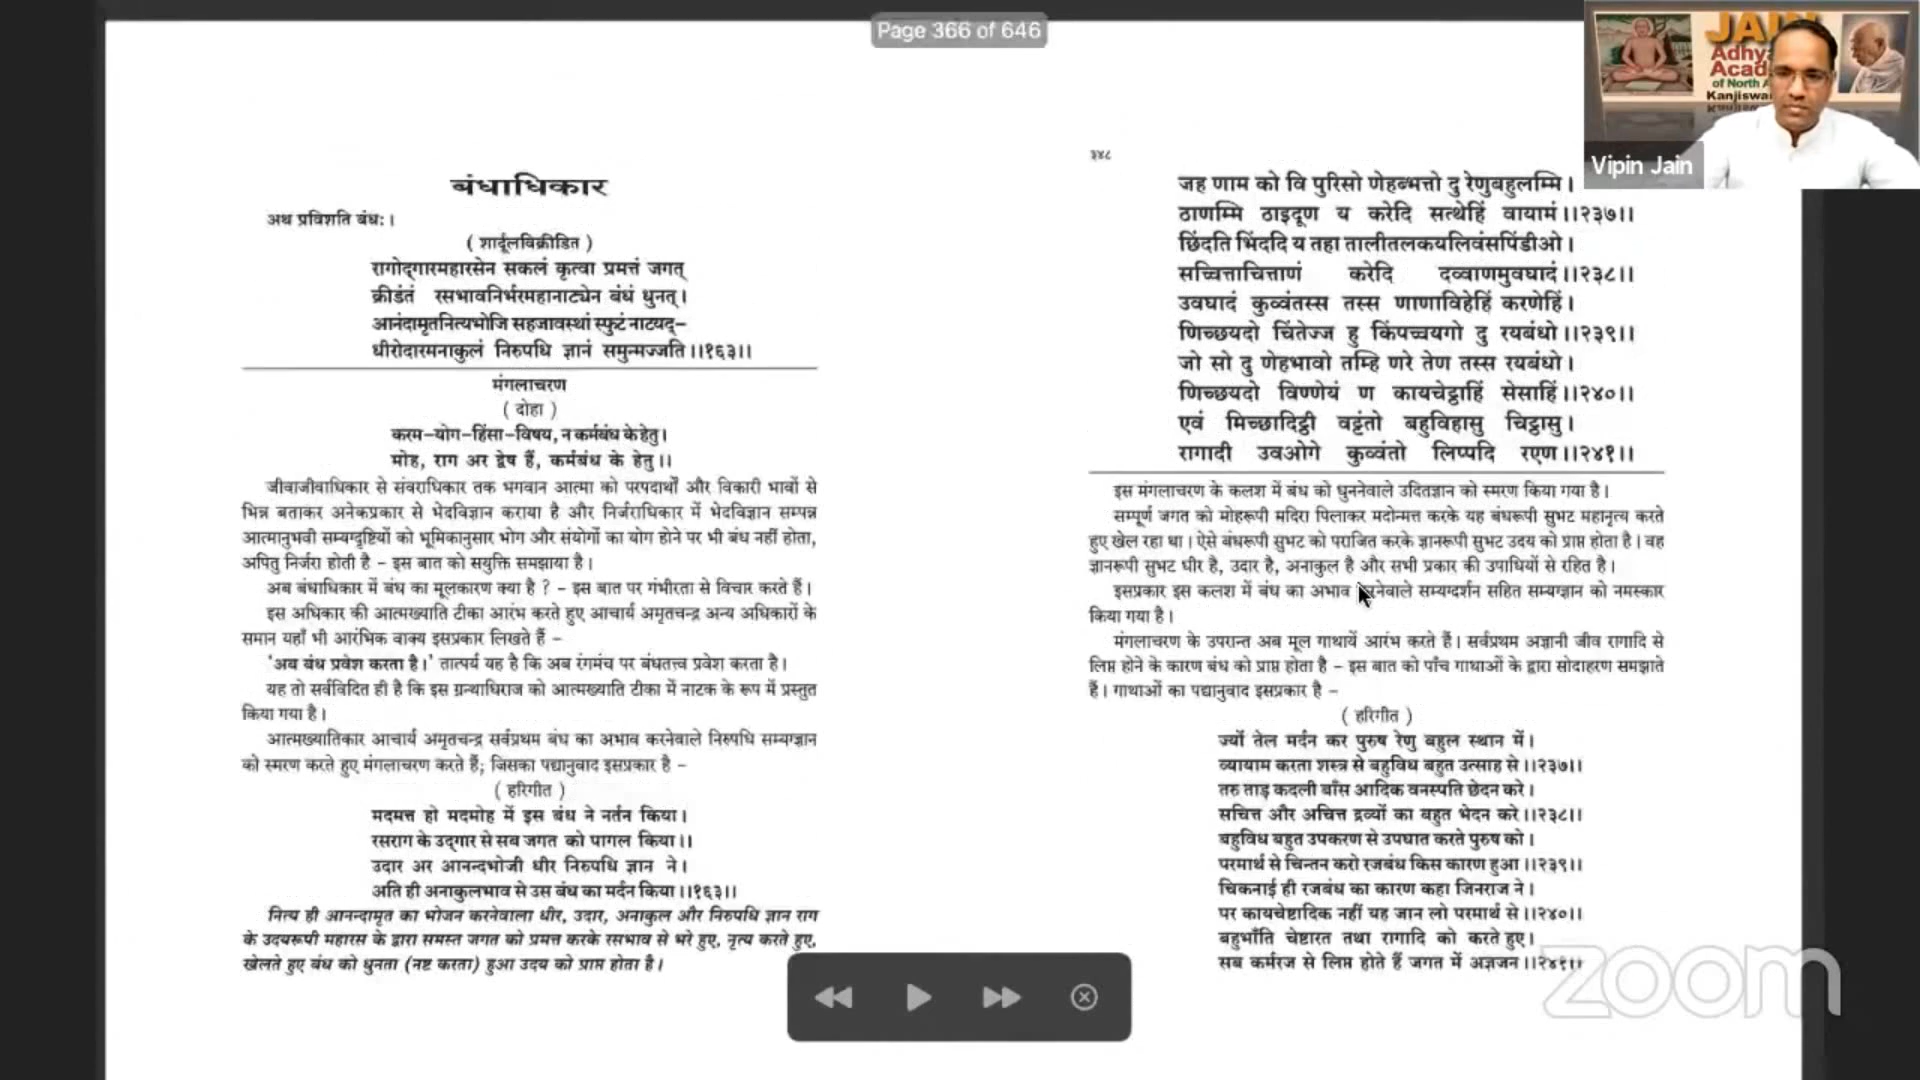 Page 366 of 646
JAIN
Adhy
Acad
of North A
Kanjiswa
Vipin Jain
बंधाधिकार
अथ प्रविशति बंधः।
( शार्दूलविक्रीडित )
रागोद्गारमहारसेन सकलं कृत्वा प्रमत्तं जगत्
क्रीडंतं रसभावनिर्भरमहानाट्येन बंधं धुनत्।
आनंदामृतनित्यभोजि सहजावस्थां स्फुटं नाटयद्-
धीरोदारमनाकुलं निरुपधि ज्ञानं समुन्मज्जति।।१६३।।
मंगलाचरण
( दोहा )
करम-योग-हिंसा-विषय, न कर्मबंध के हेतु।
मोह, राग अर द्वेष हैं, कर्मबंध के हेतु।।
जीवाजीवाधिकार से संवराधिकार तक भगवान आत्मा को परपदार्थों और विकारी भावों से
भिन्न बताकर अनेकप्रकार से भेदविज्ञान कराया है और निर्जराधिकार में भेदविज्ञान सम्पन्न
आत्मानुभवी सम्यग्दृष्टियों को भूमिकानुसार भोग और संयोगों का योग होने पर भी बंध नहीं होता,
अपितु निर्जरा होती है - इस बात को सयुक्ति समझाया है।
अब बंधाधिकार में बंध का मूलकारण क्या है ? - इस बात पर गंभीरता से विचार करते हैं।
इस अधिकार की आत्मख्याति टीका आरंभ करते हुए आचार्य अमृतचन्द्र अन्य अधिकारों के
समान यहाँ भी आरंभिक वाक्य इसप्रकार लिखते हैं -
'अब बंध प्रवेश करता है।' तात्पर्य यह है कि अब रंगमंच पर बंधतत्त्व प्रवेश करता है।
यह तो सर्वविदित ही है कि इस ग्रन्थाधिराज को आत्मख्याति टीका में नाटक के रूप में प्रस्तुत
किया गया है।
आत्मख्यातिकार आचार्य अमृतचन्द्र सर्वप्रथम बंध का अभाव करनेवाले निरुपधि सम्यग्ज्ञान
को स्मरण करते हुए मंगलाचरण करते हैं; जिसका पद्यानुवाद इसप्रकार है -
( हरिगीत )
मदमत्त हो मदमोह में इस बंध ने नर्तन किया।
रसराग के उद्गार से सब जगत को पागल किया।।
उदार अर आनन्दभोजी धीर निरुपधि ज्ञान ने।
अति ही अनाकुलभाव से उस बंध का मर्दन किया।।१६३।।
नित्य ही आनन्दामृत का भोजन करनेवाला धीर, उदार, अनाकुल और निरुपधि ज्ञान राग
के उदयरूपी महारस के द्वारा समस्त जगत को प्रमत्त करके रसभाव से भरे हुए, नृत्य करते हुए,
खेलते हुए बंध को धुनता (नष्ट करता) हुआ उदय को प्राप्त होता है।
३४८
जह णाम को वि पुरिसो णेहब्भत्तो दु रेणुबहुलम्मि।
ठाणम्मि ठाइदूण य करेदि सत्थेहिं वायामं।।२३७।।
छिंदति भिंददि य तहा तालीतलकयलिवंसपिंडीओ।
सच्चित्ताचित्ताणं करेदि दव्वाणमुवघादं।।२३८।।
उवघादं कुव्वंतस्स तस्स णाणाविहेहिं करणेहिं।
णिच्छयदो चिंतेज्ज हु किंपच्चयगो दु रयबंधो।।२३९।।
जो सो दु णेहभावो तम्हि णरे तेण तस्स रयबंधो।
णिच्छयदो विण्णेयं ण कायचेट्ठाहिं सेसाहिं।।२४०।।
एवं मिच्छादिट्ठी वट्टंतो बहुविहासु चिट्ठासु।
रागादी उवओगे कुव्वंतो लिप्पदि रएण।।२४१।।
इस मंगलाचरण के कलश में बंध को धुननेवाले उदितज्ञान को स्मरण किया गया है।
सम्पूर्ण जगत को मोहरूपी मदिरा पिलाकर मदोन्मत्त करके यह बंधरूपी सुभट महानृत्य करते
हुए खेल रहा था। ऐसे बंधरूपी सुभट को पराजित करके ज्ञानरूपी सुभट उदय को प्राप्त होता है। वह
ज्ञानरूपी सुभट धीर है, उदार है, अनाकुल है और सभी प्रकार की उपाधियों से रहित है।
इसप्रकार इस कलश में बंध का अभाव करनेवाले सम्यग्दर्शन सहित सम्यग्ज्ञान को नमस्कार
किया गया है।
मंगलाचरण के उपरान्त अब मूल गाथायें आरंभ करते हैं। सर्वप्रथम अज्ञानी जीव रागादि से
लिप्त होने के कारण बंध को प्राप्त होता है - इस बात को पाँच गाथाओं के द्वारा सोदाहरण समझाते
हैं। गाथाओं का पद्यानुवाद इसप्रकार है -
( हरिगीत )
ज्यों तेल मर्दन कर पुरुष रेणु बहुल स्थान में।
व्यायाम करता शस्त्र से बहुविध बहुत उत्साह से।।२३७।।
तरु ताड़ कदली बाँस आदिक वनस्पति छेदन करे।
सचित्त और अचित्त द्रव्यों का बहुत भेदन करे।।२३८।।
बहुविध बहुत उपकरण से उपघात करते पुरुष को।
परमार्थ से चिन्तन करो रजबंध किस कारण हुआ।।२३९।।
चिकनाई ही रजबंध का कारण कहा जिनराज ने।
पर कायचेष्टादिक नहीं यह जान लो परमार्थ से।।२४०।।
बहुभाँति चेष्टारत तथा रागादि को करते हुए।
सब कर्मरज से लिप्त होते हैं जगत में अज्ञजन।।२४१।।
zoom